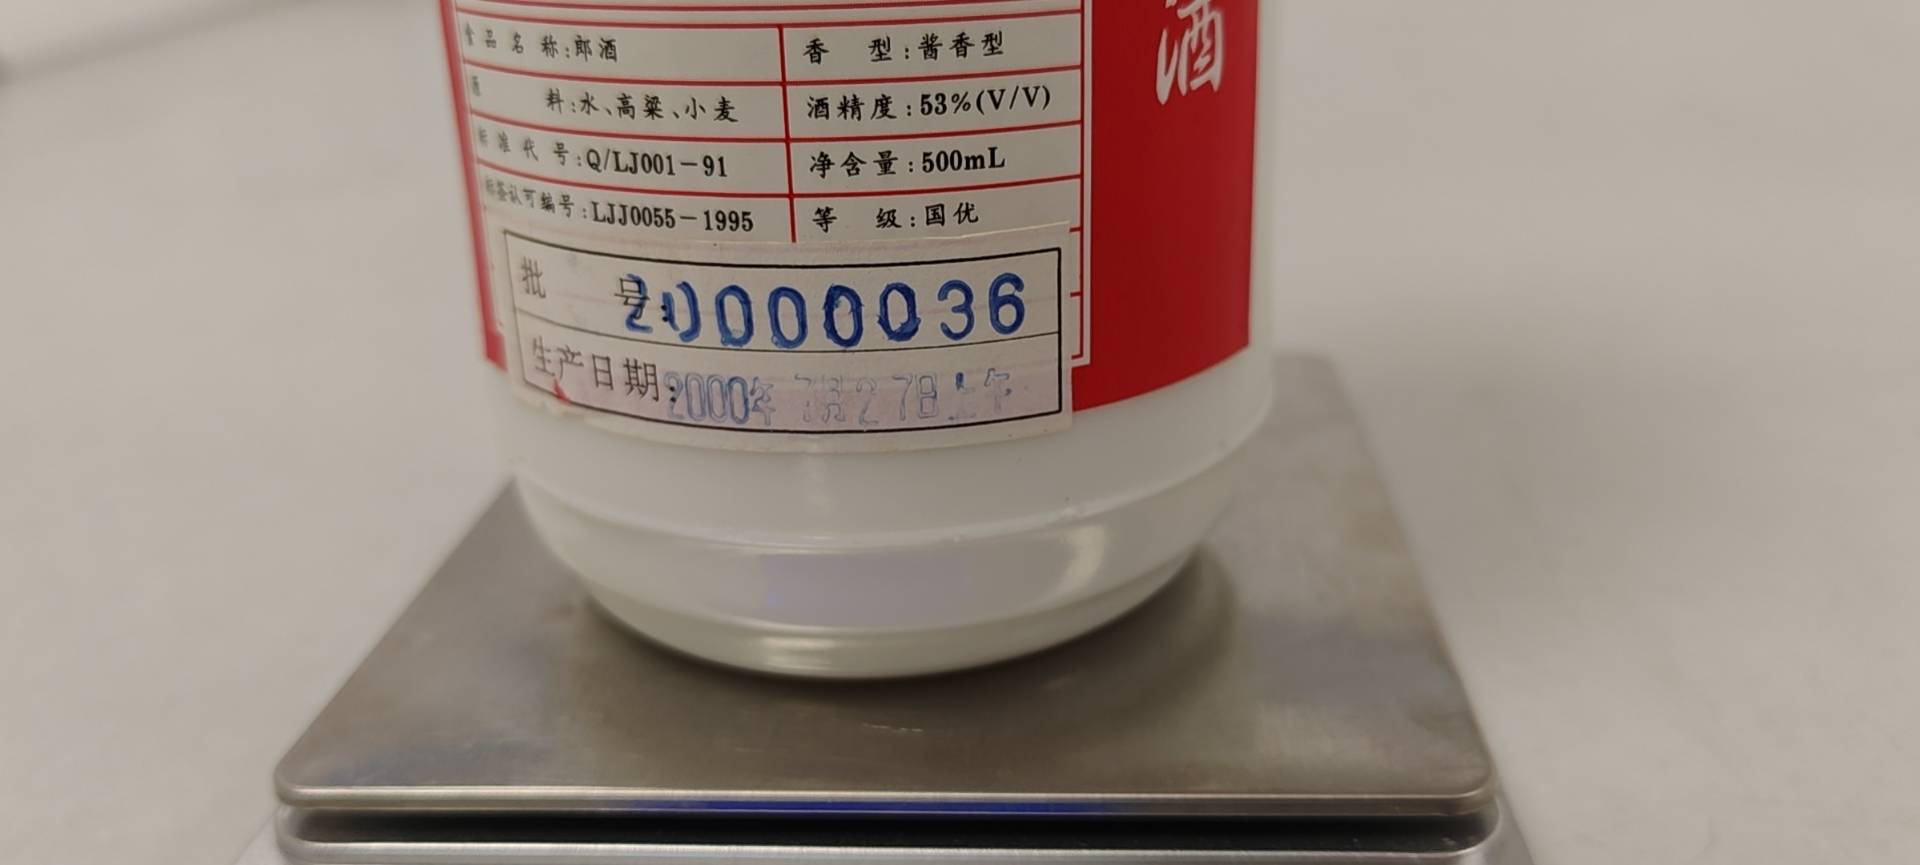 食品名称:郎酒
香型:酱香型
原料:水、高粱、小麦
酒精度:53%(V/V)
标准代号:Q/LJ001-91
净含量:500mL
标签认可编号:LJJ0055-1995
等级:国优
批号:20000036
生产日期:2000年7月27日上午
酒